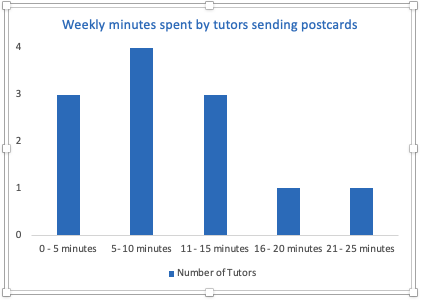 Weekly minutes spent by tutors sending postcards
4
3
2
1
0
0 - 5 minutes 5- 10 minutes 11 - 15 minutes 16 - 20 minutes 21 - 25 minutes
Number of Tutors